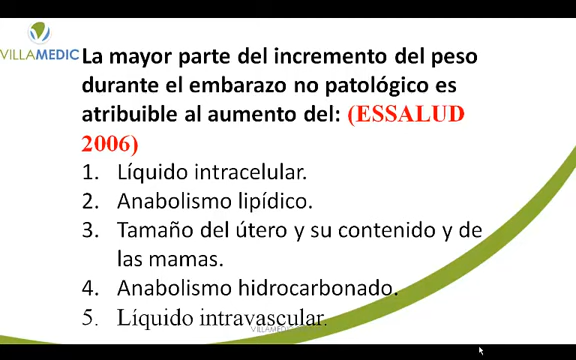 VILLAMEDIC
La mayor parte del incremento del peso
durante el embarazo no patológico es
atribuible al aumento del: (ESSALUD
2006)
1. Líquido intracelular.
2. Anabolismo lipídico.
3. Tamaño del útero y su contenido y de
las mamas.
4. Anabolismo hidrocarbonado.
5. Líquido intravascular.